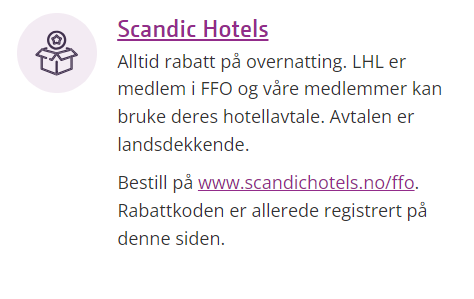 Scandic Hotels
Alltid rabatt på overnatting. LHL er
medlem i FFO og våre medlemmer kan
bruke deres hotellavtale. Avtalen er
landsdekkende.
Bestill på www.scandichotels.no/ffo.
Rabattkoden er allerede registrert på
denne siden.